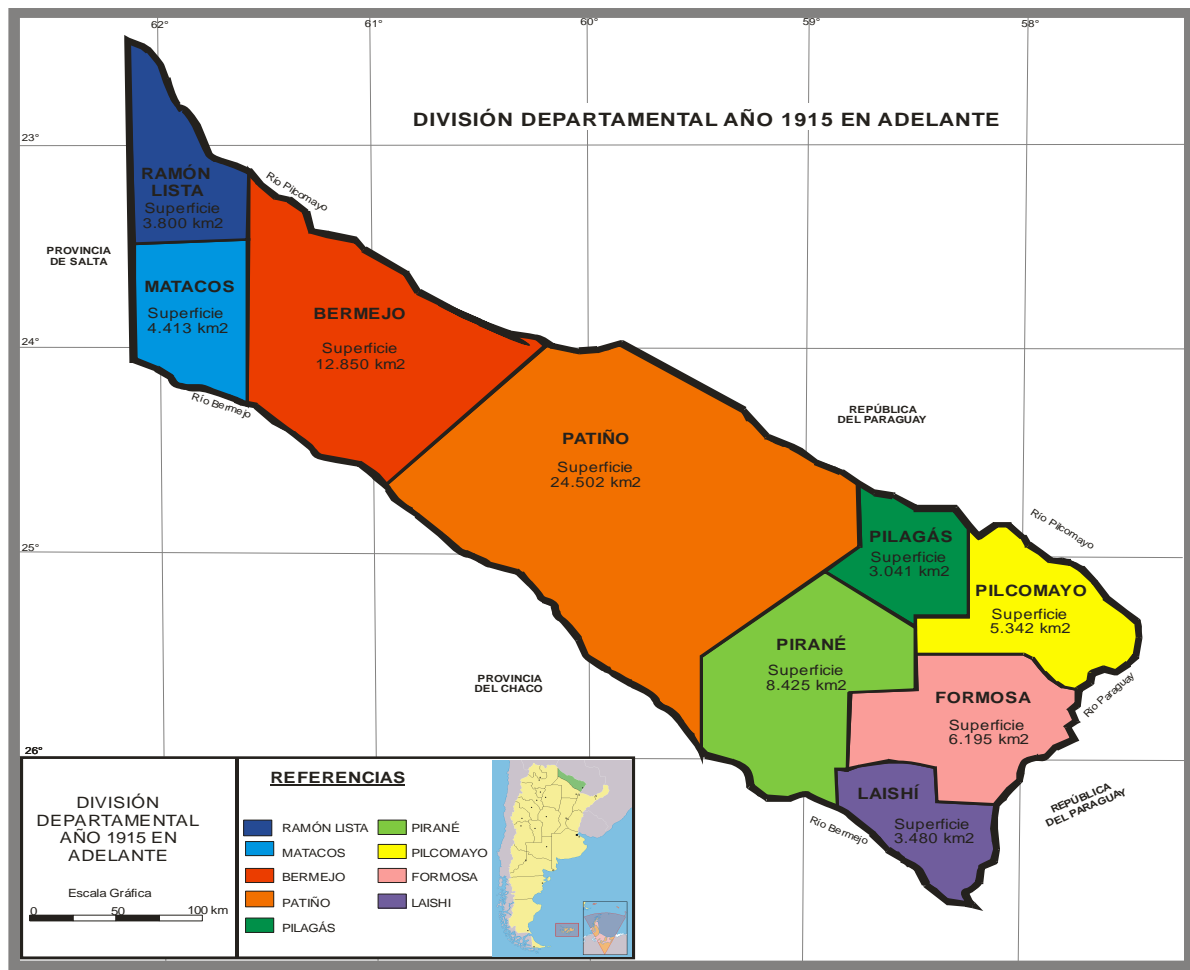 62°
61°
60°
59°
58°
DIVISIÓN DEPARTAMENTAL AÑO 1915 EN ADELANTE
23°
RAMÓN
LISTA
Superficie
3.800 km2
Río Pilcomayo
PROVINCIA
DE SALTA
MATACOS
Superficie
4.413 km2
BERMEJO
Superficie
12.850 km2
24°
Río Bermejo
REPÚBLICA
DEL PARAGUAY
PATIÑO
Superficie
24.502 km2
Río Pilcomayo
PILAGÁS
Superficie
3.041 km2
25°
PILCOMAYO
Superficie
5.342 km2
PIRANÉ
Superficie
8.425 km2
PROVINCIA
DEL CHACO
FORMOSA
Superficie
6.195 km2
Río Paraguay
26°
LAISHÍ
Superficie
3.480 km2
REPÚBLICA
DEL PARAGUAY
Río Bermejo
DIVISIÓN
DEPARTAMENTAL
AÑO 1915 EN
ADELANTE
Escala Gráfica
0 50 100 km
REFERENCIAS
RAMÓN LISTA
MATACOS
BERMEJO
PATIÑO
PILAGÁS
PIRANÉ
PILCOMAYO
FORMOSA
LAISHI